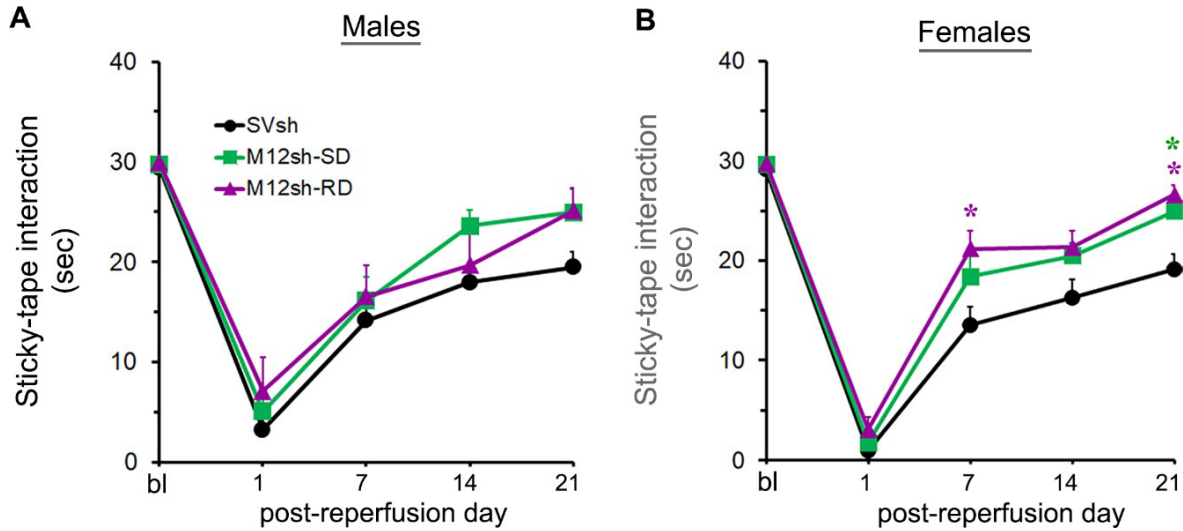 A
Males
Sticky-tape interaction
(sec)
40
30
20
10
0
SVsh
M12sh-SD
M12sh-RD
bl 1 7 14 21
post-reperfusion day
B
Females
Sticky-tape interaction
(sec)
40
30
20
10
0
*
*
*
bl 1 7 14 21
post-reperfusion day